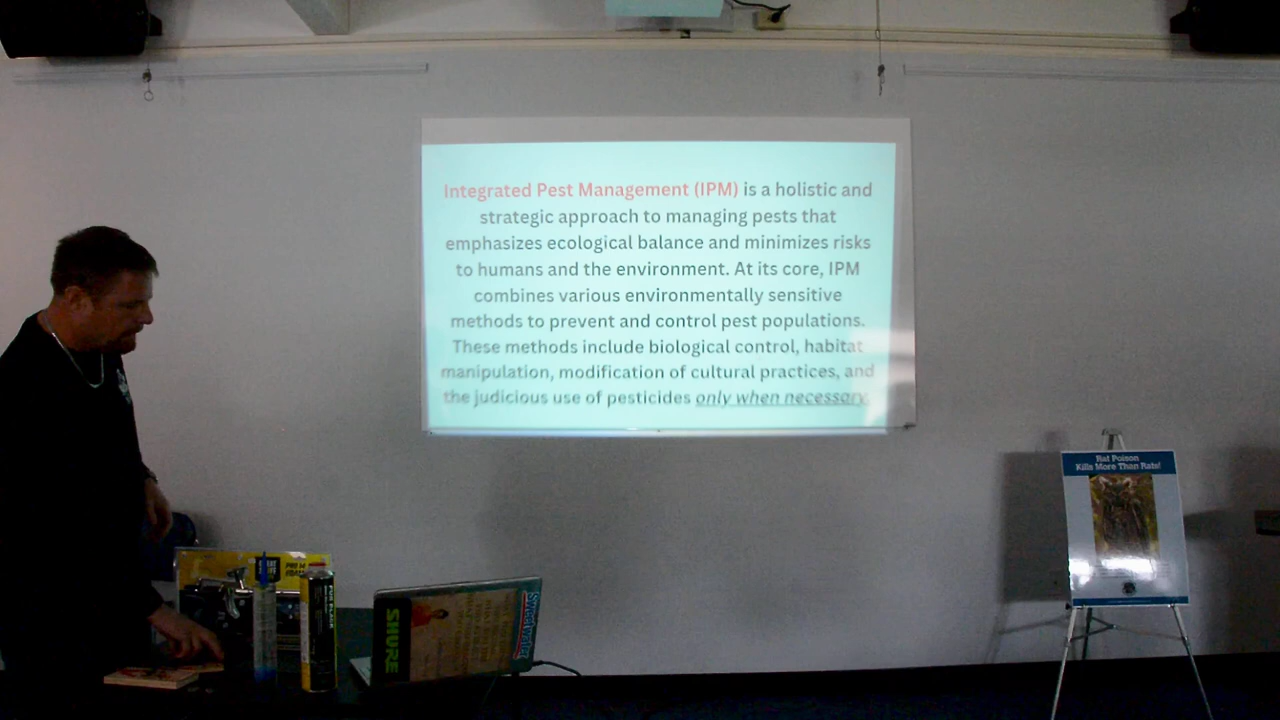 Integrated Pest Management (IPM) is a holistic and
strategic approach to managing pests that
emphasizes ecological balance and minimizes risks
to humans and the environment. At its core, IPM
combines various environmentally sensitive
methods to prevent and control pest populations.
These methods include biological control, habitat
manipulation, modification of cultural practices, and
the judicious use of pesticides only when necessary.
Rat Poison
Kills More Than Rats!
SHURE
Sweetwater